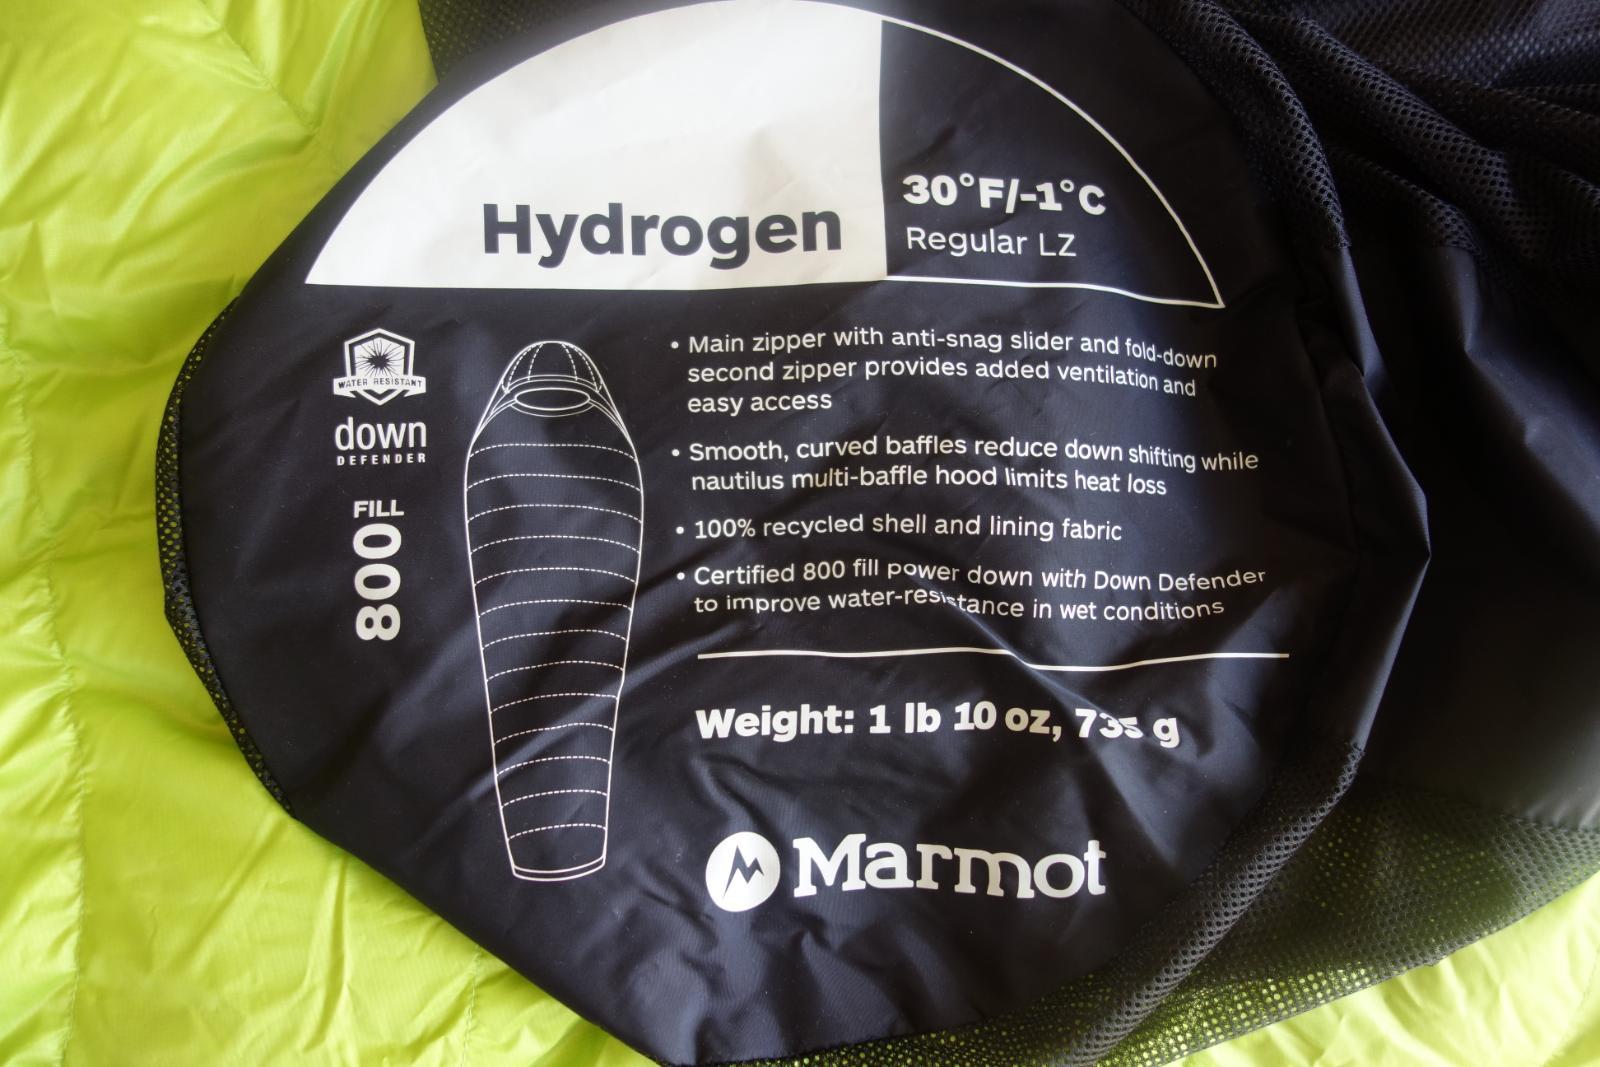 Hydrogen
30°F/-1°C
Regular LZ
WATER RESISTANT
down
DEFENDER
FILL
800
• Main zipper with anti-snag slider and fold-down
second zipper provides added ventilation and
easy access
• Smooth, curved baffles reduce down shifting while
nautilus multi-baffle hood limits heat loss
• 100% recycled shell and lining fabric
• Certified 800 fill power down with Down Defender
to improve water-resistance in wet conditions
Weight: 1 lb 10 oz, 735 g
Marmot